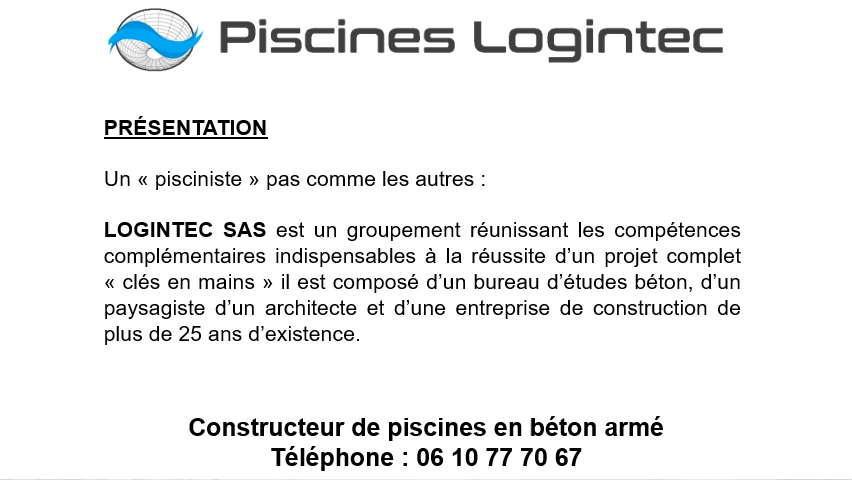 Piscines Logintec
PRÉSENTATION
Un « pisciniste » pas comme les autres :
LOGINTEC SAS est un groupement réunissant les compétences
complémentaires indispensables à la réussite d’un projet complet
« clés en mains » il est composé d’un bureau d’études béton, d’un
paysagiste d’un architecte et d’une entreprise de construction de
plus de 25 ans d’existence.
Constructeur de piscines en béton armé
Téléphone : 06 10 77 70 67